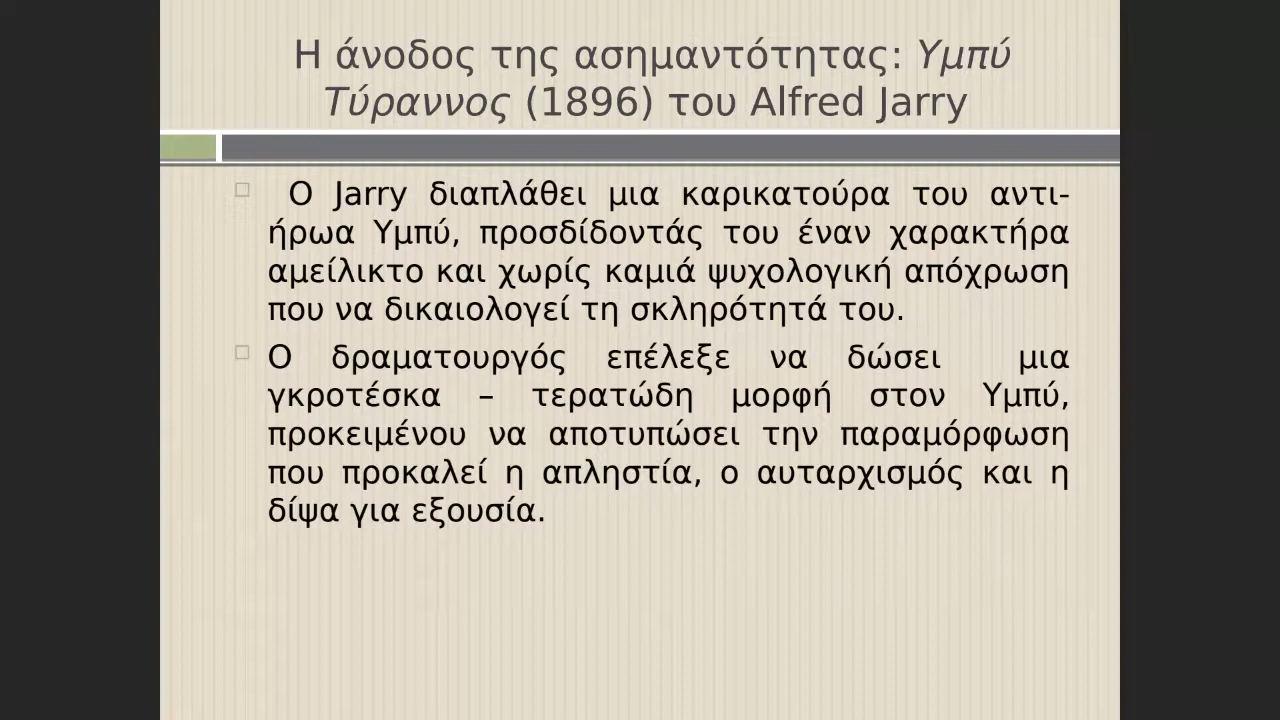 Η άνοδος της ασημαντότητας: Υμπύ
Τύραννος (1896) του Alfred Jarry
Ο Jarry διαπλάθει μια καρικατούρα του αντι-
ήρωα Υμπύ, προσδίδοντάς του έναν χαρακτήρα
αμείλικτο και χωρίς καμιά ψυχολογική απόχρωση
που να δικαιολογεί τη σκληρότητά του.
Ο δραματουργός επέλεξε να δώσει μια
γκροτέσκα – τερατώδη μορφή στον Υμπύ,
προκειμένου να αποτυπώσει την παραμόρφωση
που προκαλεί η απληστία, ο αυταρχισμός και η
δίψα για εξουσία.